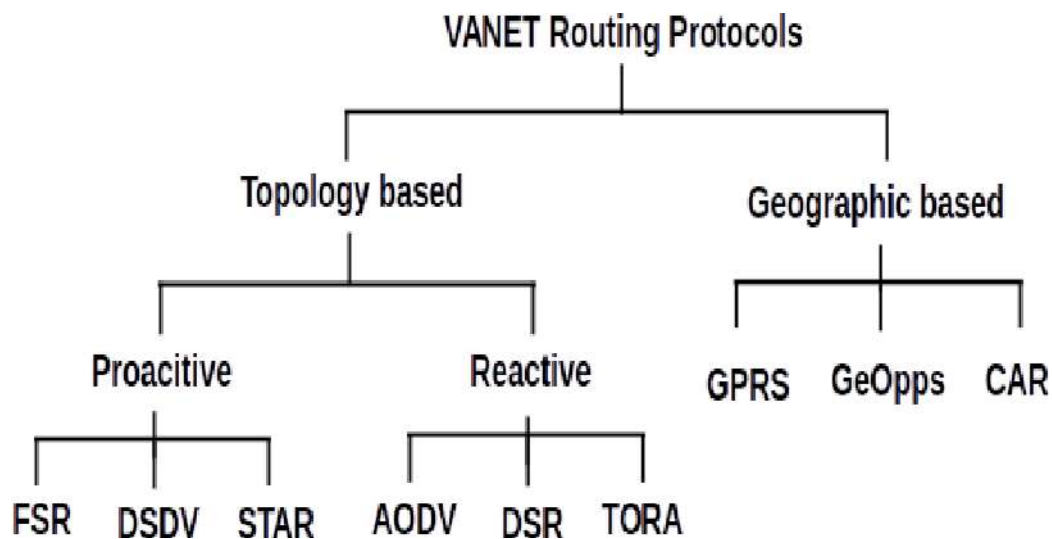 VANET Routing Protocols
Topology based
Geographic based
Proacitive
Reactive
GPRS
GeOpps
CAR
FSR
DSDV
STAR
AODV
DSR
TORA